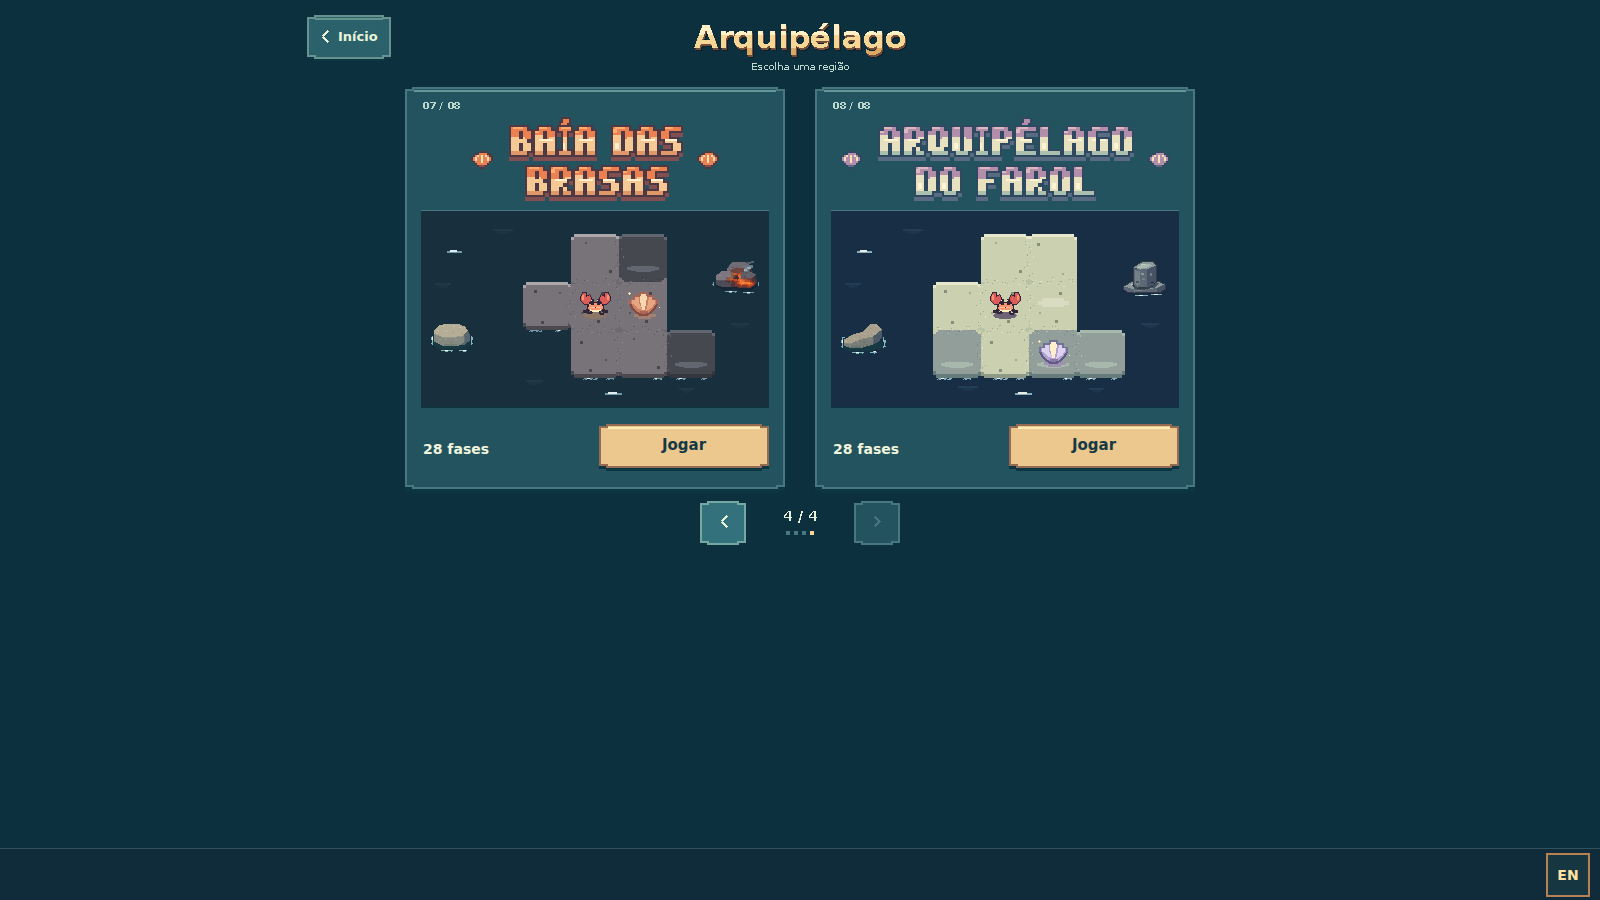 Início
Arquipélago
Escolha uma região
07 / 08
BAÍA DAS
BRASAS
28 fases
Jogar
08 / 08
ARQUIPÉLAGO
DO FAROL
28 fases
Jogar
4 / 4
EN